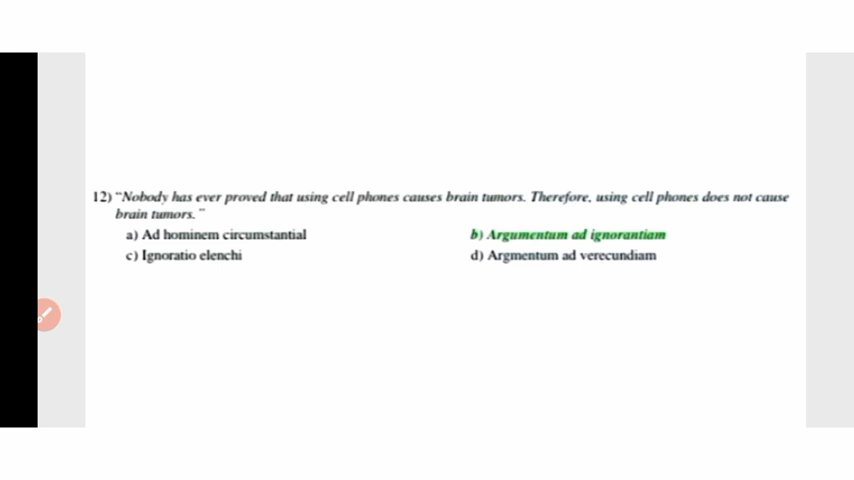 12) "Nobody has ever proved that using cell phones causes brain tumors. Therefore, using cell phones does not cause
brain tumors."
a) Ad hominem circumstantial
b) Argumentum ad ignorantiam
c) Ignoratio elenchi
d) Argmentum ad verecundiam